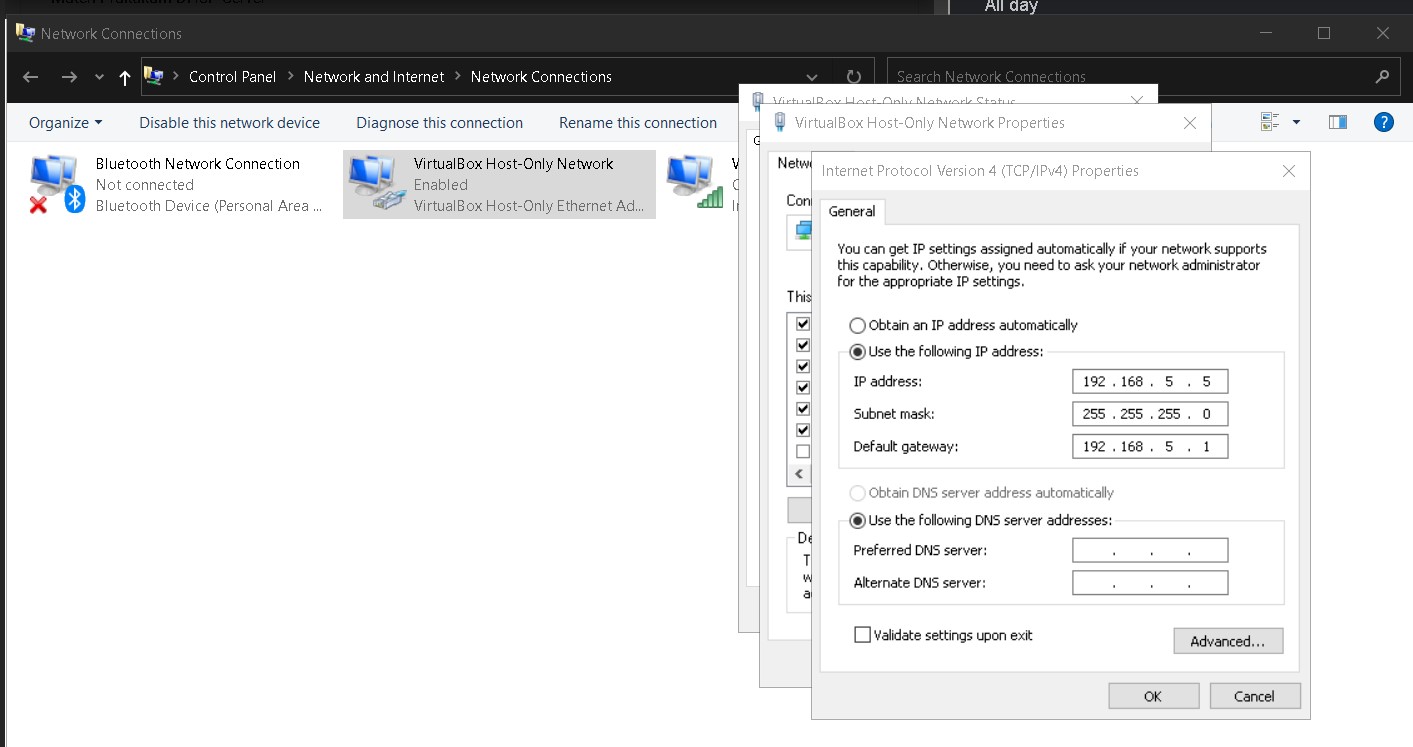 All day
Network Connections
Control Panel > Network and Internet > Network Connections
Search Network Connections
Organize
Disable this network device
Diagnose this connection
Rename this connection
Bluetooth Network Connection
Not connected
Bluetooth Device (Personal Area ...
VirtualBox Host-Only Network
Enabled
VirtualBox Host-Only Ethernet Ad...
VirtualBox Host-Only Network Status
VirtualBox Host-Only Network Properties
This
Internet Protocol Version 4 (TCP/IPv4) Properties
General
You can get IP settings assigned automatically if your network supports
this capability. Otherwise, you need to ask your network administrator
for the appropriate IP settings.
Obtain an IP address automatically
Use the following IP address:
IP address: 192 . 168 . 5 . 5
Subnet mask: 255 . 255 . 255 . 0
Default gateway: 192 . 168 . 5 . 1
Obtain DNS server address automatically
Use the following DNS server addresses:
Preferred DNS server: . . .
Alternate DNS server: . . .
Validate settings upon exit
Advanced...
OK
Cancel